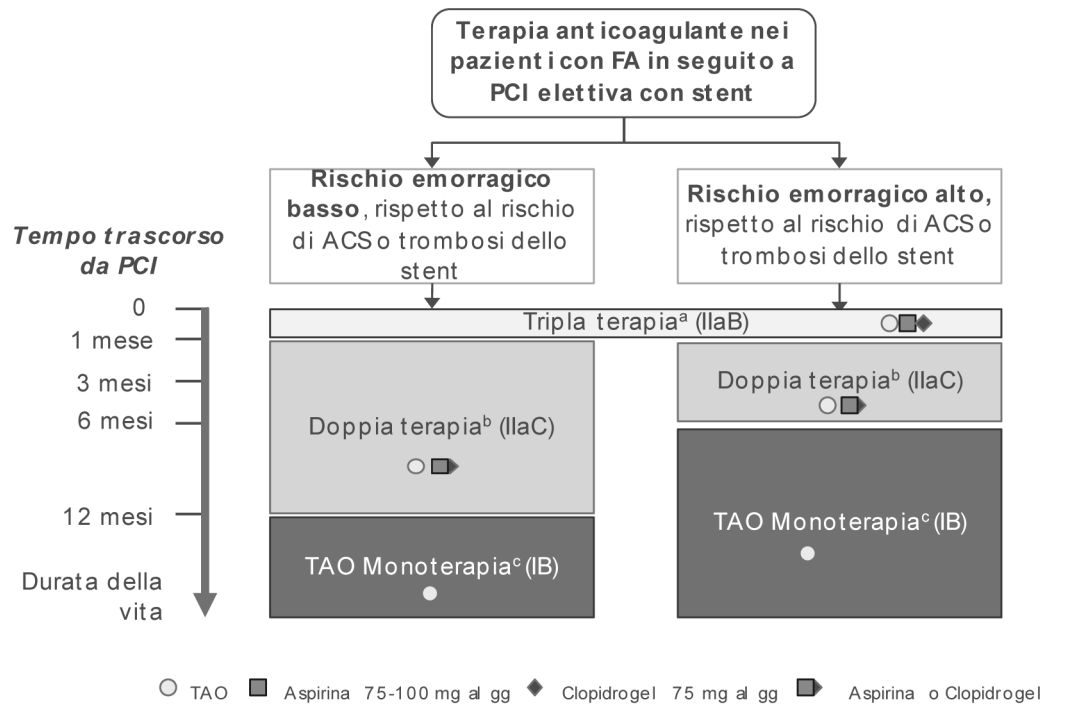 Terapia anticoagulante nei
pazienti con FA in seguito a
PCI elettiva con stent
Rischio emorragico
basso, rispetto al rischio
di ACS o trombosi dello
stent
Rischio emorragico alto,
rispetto al rischio di ACS o
trombosi dello stent
Tempo trascorso
da PCI
0
Tripla terapiaᵃ (IIaB)
1 mese
3 mesi
Doppia terapiaᵇ (IIaC)
6 mesi
Doppia terapiaᵇ (IIaC)
12 mesi
TAO Monoterapiaᶜ (IB)
TAO Monoterapiaᶜ (IB)
Durata della
vita
TAO
Aspirina 75-100 mg al gg
Clopidrogel 75 mg al gg
Aspirina o Clopidrogel